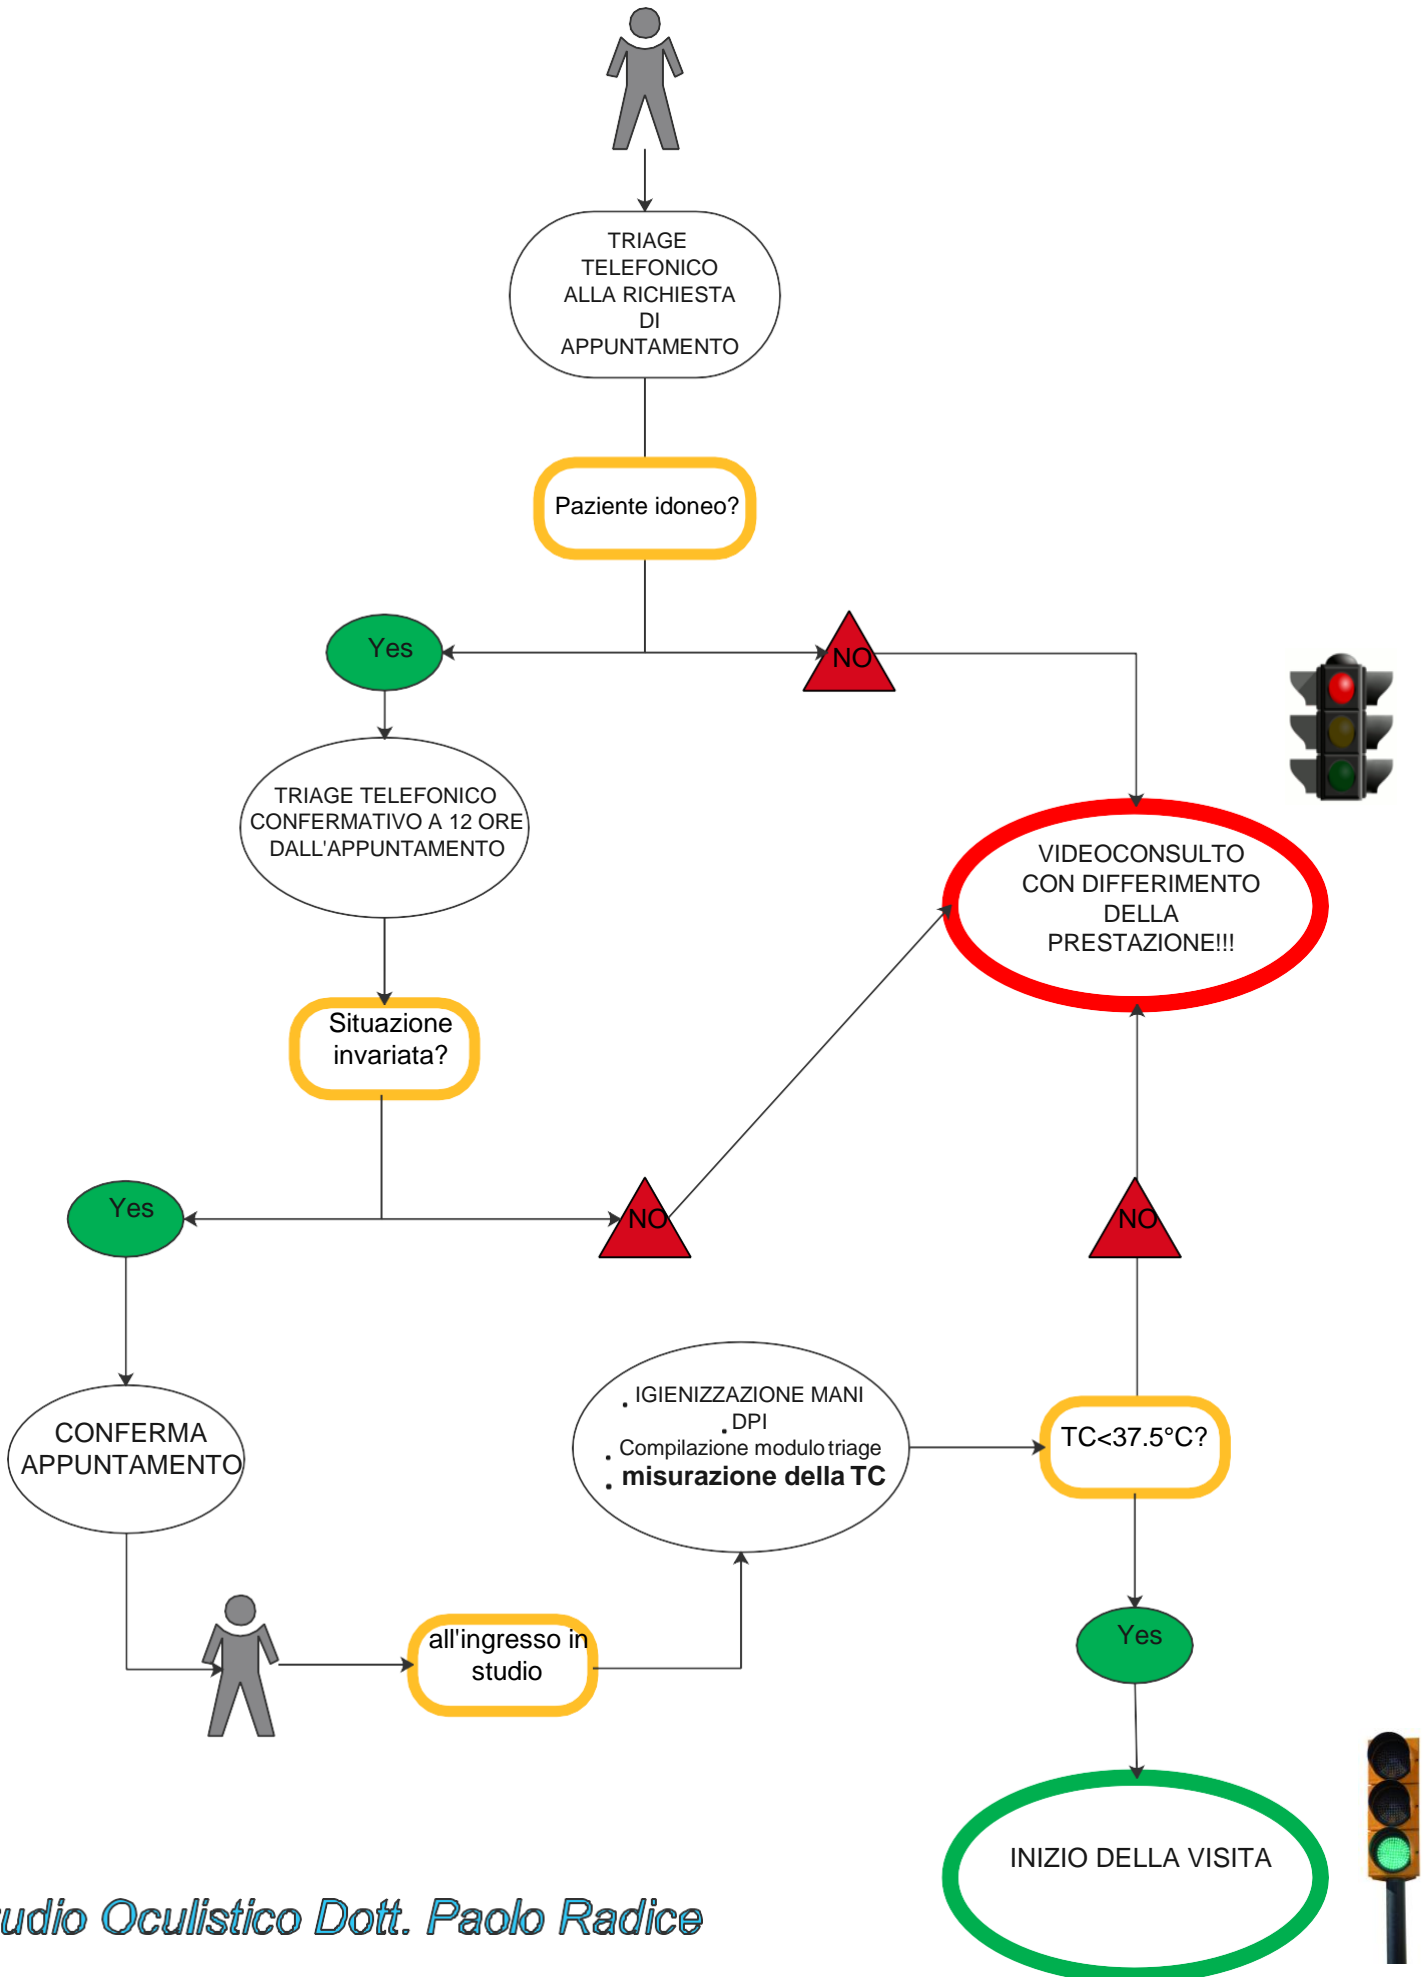 TRIAGE
TELEFONICO
ALLA RICHIESTA
DI
APPUNTAMENTO
Paziente idoneo?
Yes
NO
TRIAGE TELEFONICO
CONFERMATIVO A 12 ORE
DALL'APPUNTAMENTO
VIDEOCONSULTO
CON DIFFERIMENTO
DELLA
PRESTAZIONE!!!
Situazione
invariata?
Yes
NO
NO
CONFERMA
APPUNTAMENTO
. IGIENIZZAZIONE MANI
. DPI
. Compilazione modulo triage
. misurazione della TC
TC<37.5°C?
all'ingresso in
studio
Yes
INIZIO DELLA VISITA
udio Oculistico Dott. Paolo Radice